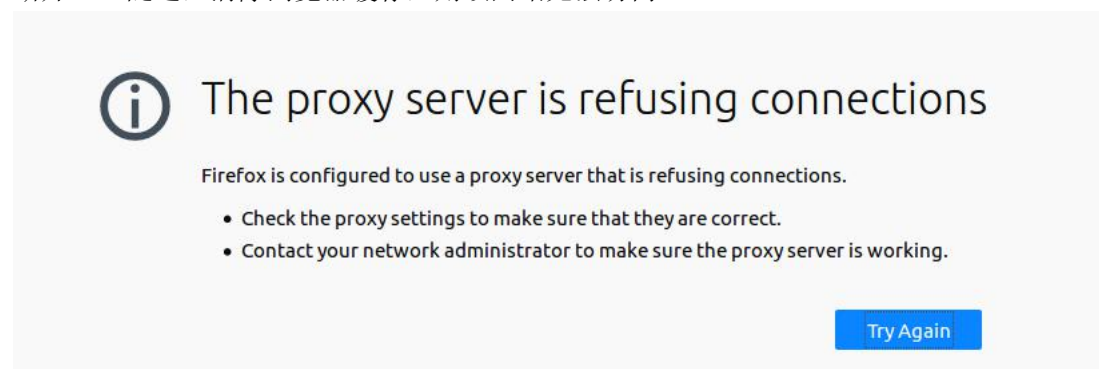 The proxy server is refusing connections
Firefox is configured to use a proxy server that is refusing connections.
• Check the proxy settings to make sure that they are correct.
• Contact your network administrator to make sure the proxy server is working.
Try Again